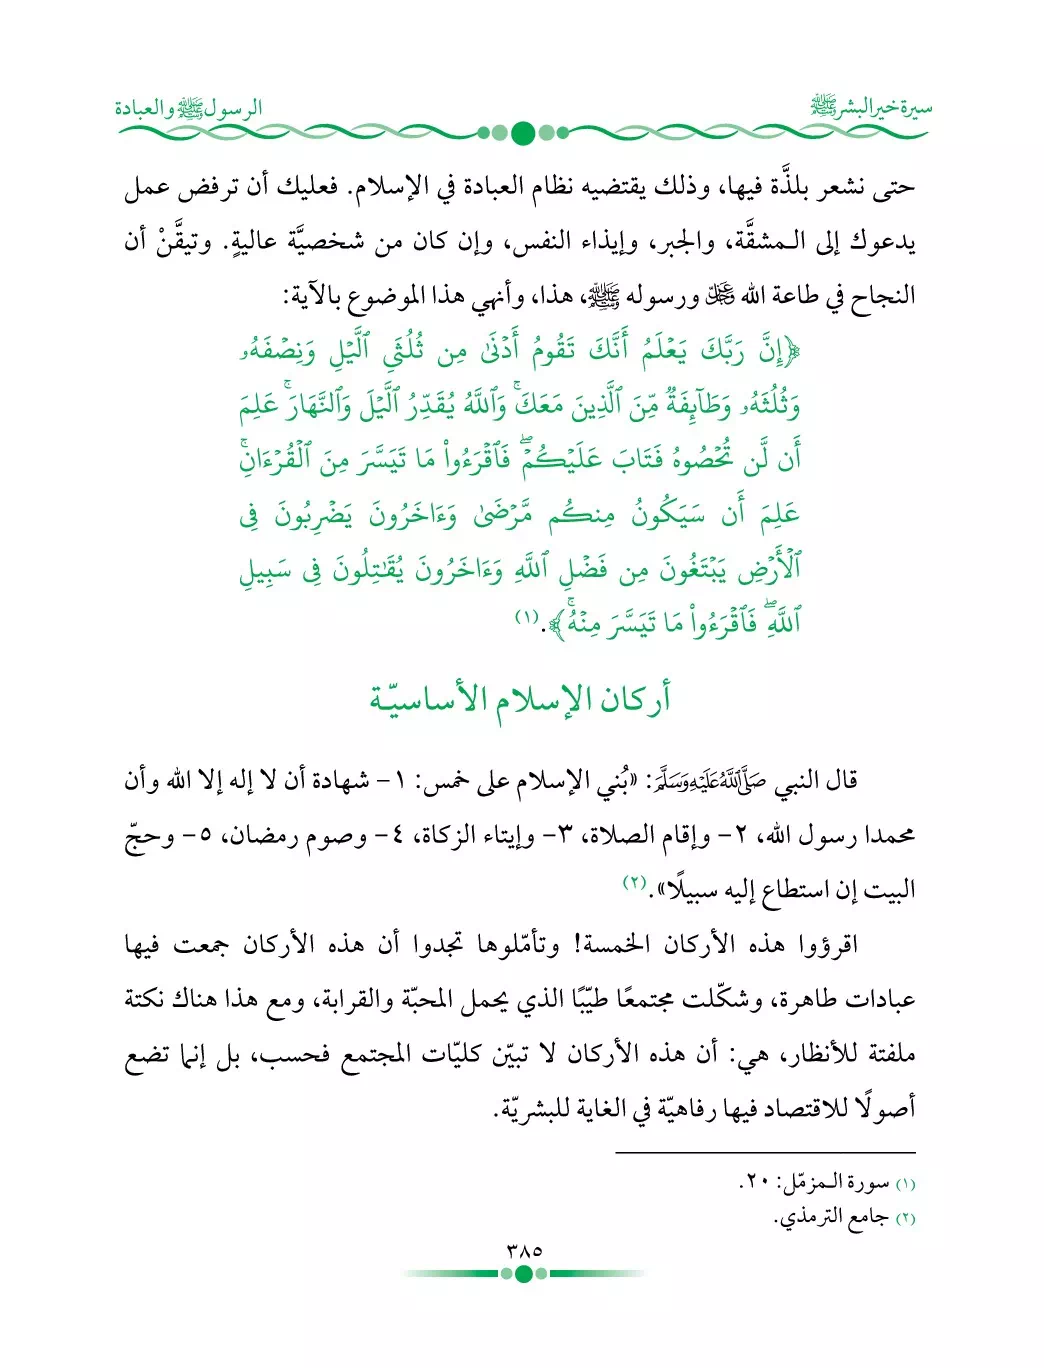 سيرة خير البشر ﷺ
الرسول ﷺ والعبادة
حتى نشعر بلذَّة فيها، وذلك يقتضيه نظام العبادة في الإسلام. فعليك أن ترفض عمل
يدعوك إلى الـمشقَّة، والجبر، وإيذاء النفس، وإن كان من شخصيَّة عاليةٍ. وتيقَّنْ أن
النجاح في طاعة الله ﷻ ورسوله ﷺ، هذا، وأنهي هذا الموضوع بالآية:
﴿إِنَّ رَبَّكَ يَعۡلَمُ أَنَّكَ تَقُومُ أَدۡنَىٰ مِن ثُلُثَيِ ٱلَّيۡلِ وَنِصۡفَهُۥ
وَثُلُثَهُۥ وَطَآئِفَةٞ مِّنَ ٱلَّذِينَ مَعَكَۚ وَٱللَّهُ يُقَدِّرُ ٱلَّيۡلَ وَٱلنَّهَارَۚ عَلِمَ
أَن لَّن تُحۡصُوهُ فَتَابَ عَلَيۡكُمۡۖ فَٱقۡرَءُواْ مَا تَيَسَّرَ مِنَ ٱلۡقُرۡءَانِۚ
عَلِمَ أَن سَيَكُونُ مِنكُم مَّرۡضَىٰ وَءَاخَرُونَ يَضۡرِبُونَ فِي
ٱلۡأَرۡضِ يَبۡتَغُونَ مِن فَضۡلِ ٱللَّهِ وَءَاخَرُونَ يُقَٰتِلُونَ فِي سَبِيلِ
ٱللَّهِۖ فَٱقۡرَءُواْ مَا تَيَسَّرَ مِنۡهُۚ﴾.(١)
أركان الإسلام الأساسيّـة
قال النبي ﷺ: «بُني الإسلام على خمس: ١- شهادة أن لا إله إلا الله وأن
محمدا رسول الله، ٢- وإقام الصلاة، ٣- وإيتاء الزكاة، ٤- وصوم رمضان، ٥- وحجّ
البيت إن استطاع إليه سبيلًا».(٢)
اقرؤوا هذه الأركان الخمسة! وتأمّلوها تجدوا أن هذه الأركان جمعت فيها
عبادات طاهرة، وشكّلت مجتمعًا طيّبًا الذي يحمل المحبّة والقرابة، ومع هذا هناك نكتة
ملفتة للأنظار، هي: أن هذه الأركان لا تبيّن كليّات المجتمع فحسب، بل إنما تضع
أصولًا للاقتصاد فيها رفاهيّة في الغاية للبشريّة.
(١) سورة الـمزمّل: ٢٠.
(٢) جامع الترمذي.
٣٨٥